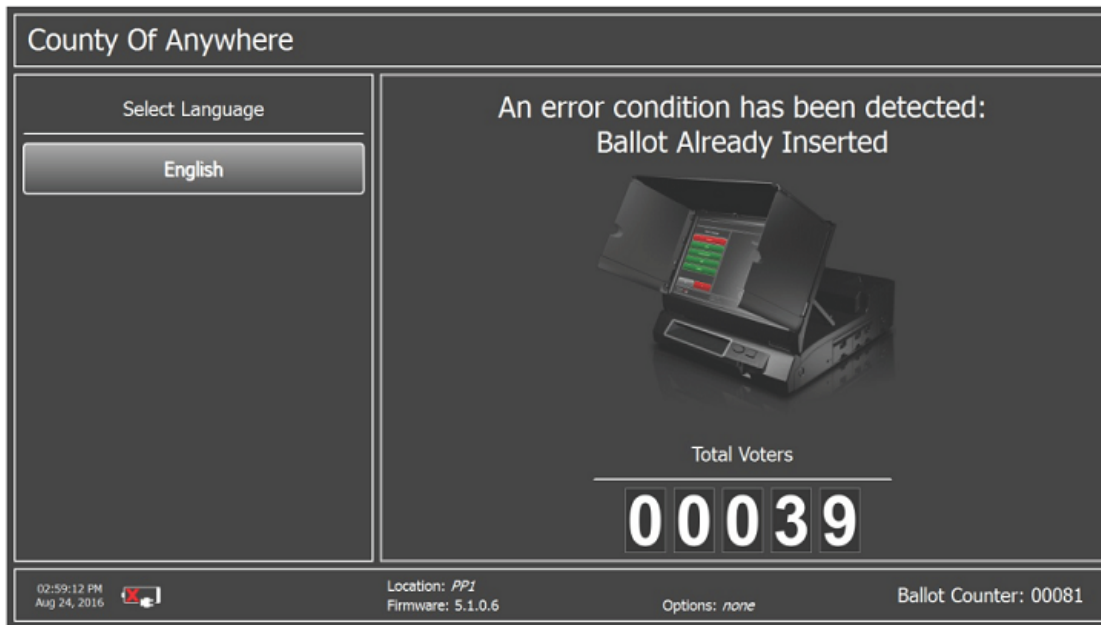 County Of Anywhere
Select Language
English
An error condition has been detected:
Ballot Already Inserted
Total Voters
00039
02:59:12 PM
Aug 24, 2016
Location: PP1
Firmware: 5.1.0.6
Options: none
Ballot Counter: 00081